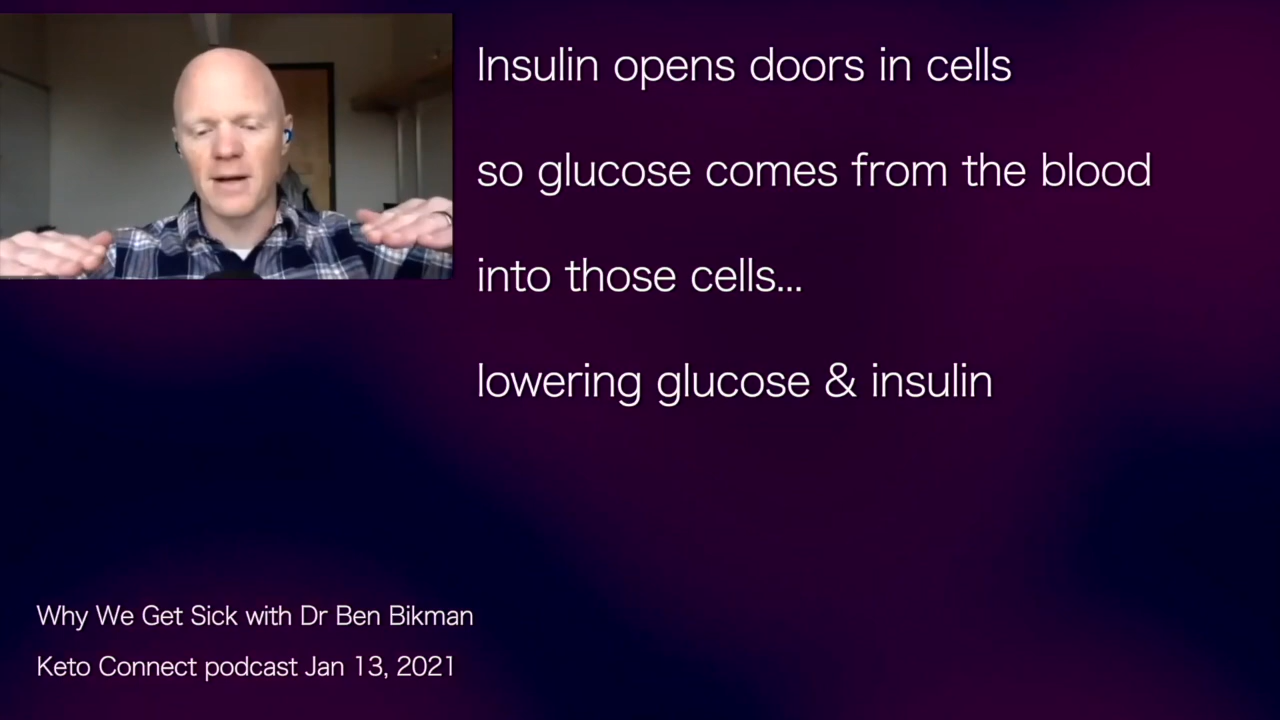 Insulin opens doors in cells
so glucose comes from the blood
into those cells...
lowering glucose & insulin
Why We Get Sick with Dr Ben Bikman
Keto Connect podcast Jan 13, 2021